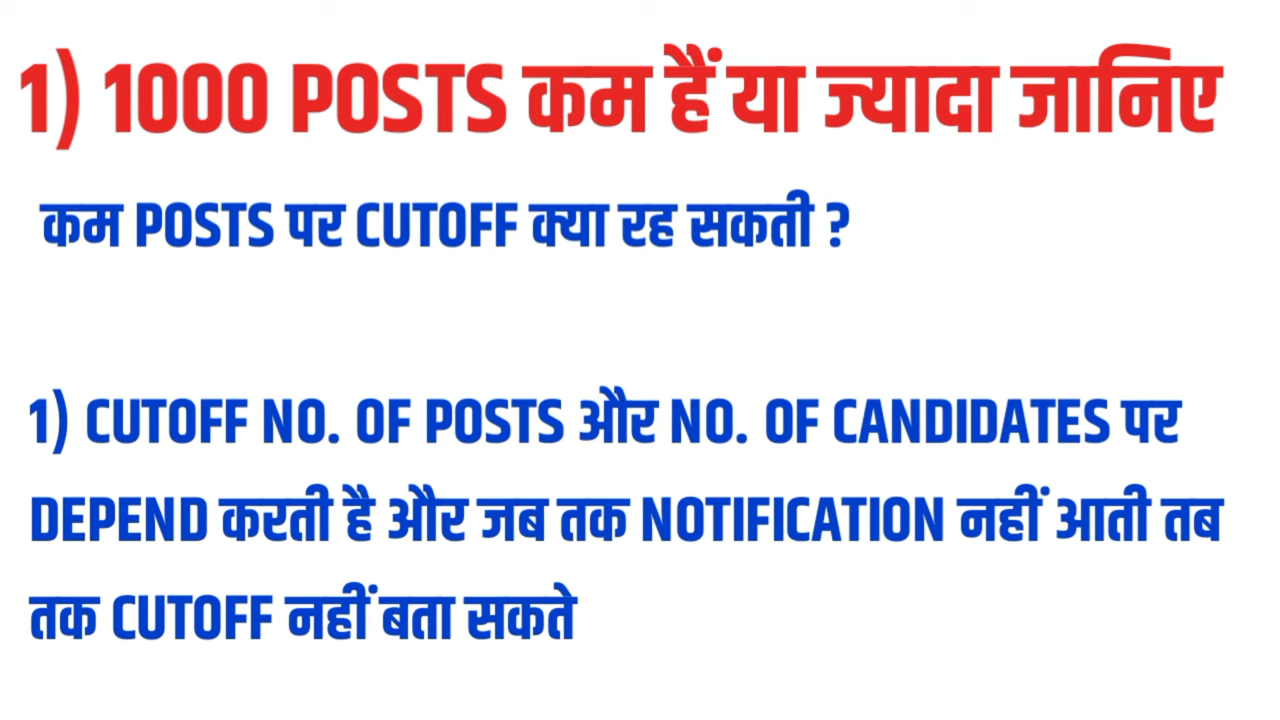 1) 1000 POSTS कम हैं या ज्यादा जानिए
कम POSTS पर CUTOFF क्या रह सकती ?
1) CUTOFF NO. OF POSTS और NO. OF CANDIDATES पर
DEPEND करती है और जब तक NOTIFICATION नहीं आती तब
तक CUTOFF नहीं बता सकते